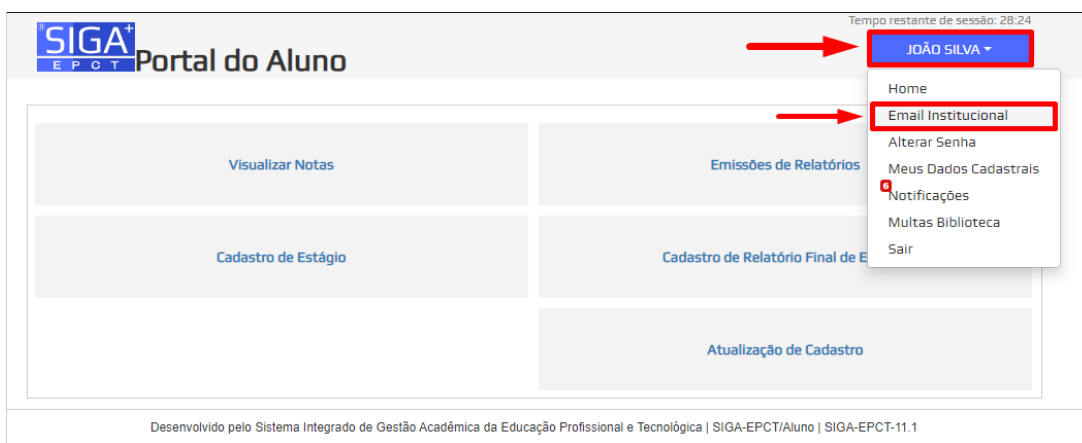 Tempo restante de sessão: 28:24
®SIGA+
EPCT
Portal do Aluno
JOÃO SILVA
Home
Email Institucional
Alterar Senha
Meus Dados Cadastrais
6
Notificações
Multas Biblioteca
Sair
Visualizar Notas
Emissões de Relatórios
Cadastro de Estágio
Cadastro de Relatório Final de E
Atualização de Cadastro
Desenvolvido pelo Sistema Integrado de Gestão Acadêmica da Educação Profissional e Tecnológica | SIGA-EPCT/Aluno | SIGA-EPCT-11.1